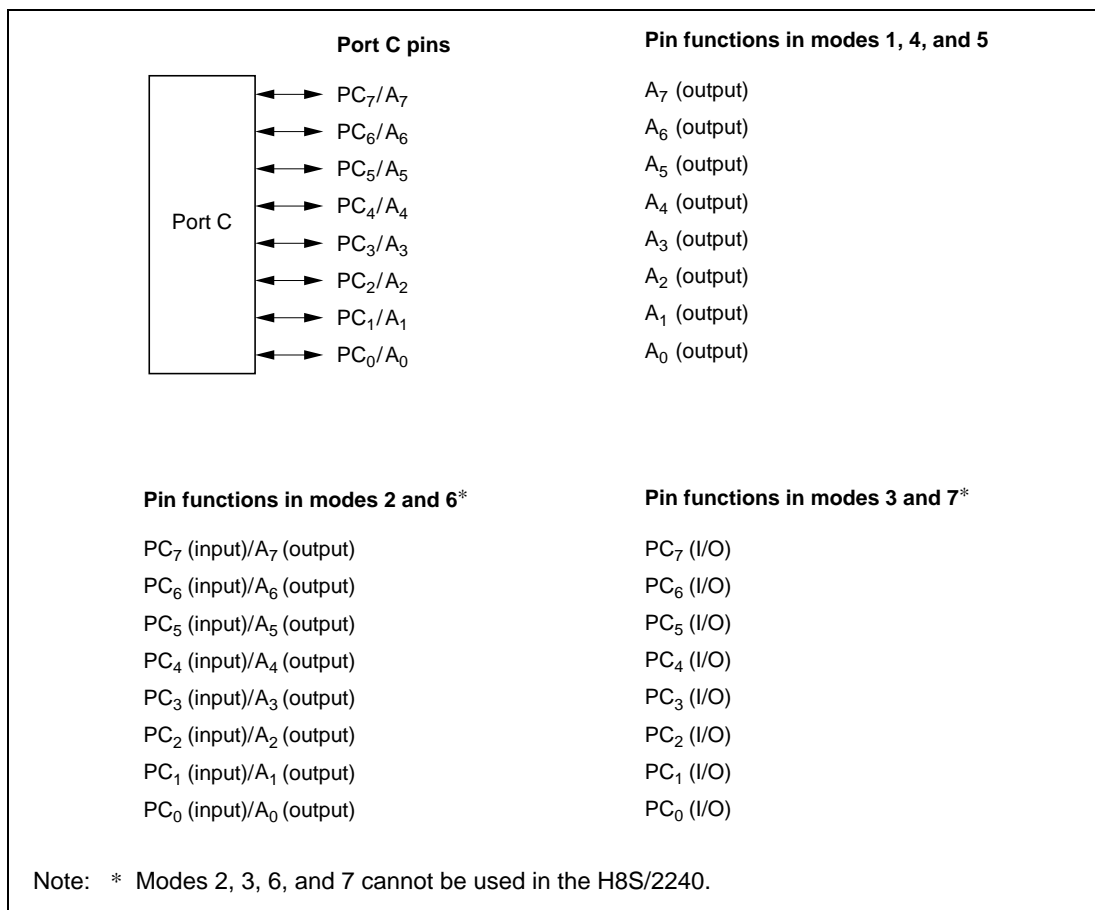 Port C pins
Pin functions in modes 1, 4, and 5
Port C
PC7/A7
A7 (output)
PC6/A6
A6 (output)
PC5/A5
A5 (output)
PC4/A4
A4 (output)
PC3/A3
A3 (output)
PC2/A2
A2 (output)
PC1/A1
A1 (output)
PC0/A0
A0 (output)
Pin functions in modes 2 and 6*
PC7 (input)/A7 (output)
PC6 (input)/A6 (output)
PC5 (input)/A5 (output)
PC4 (input)/A4 (output)
PC3 (input)/A3 (output)
PC2 (input)/A2 (output)
PC1 (input)/A1 (output)
PC0 (input)/A0 (output)
Pin functions in modes 3 and 7*
PC7 (I/O)
PC6 (I/O)
PC5 (I/O)
PC4 (I/O)
PC3 (I/O)
PC2 (I/O)
PC1 (I/O)
PC0 (I/O)
Note: * Modes 2, 3, 6, and 7 cannot be used in the H8S/2240.